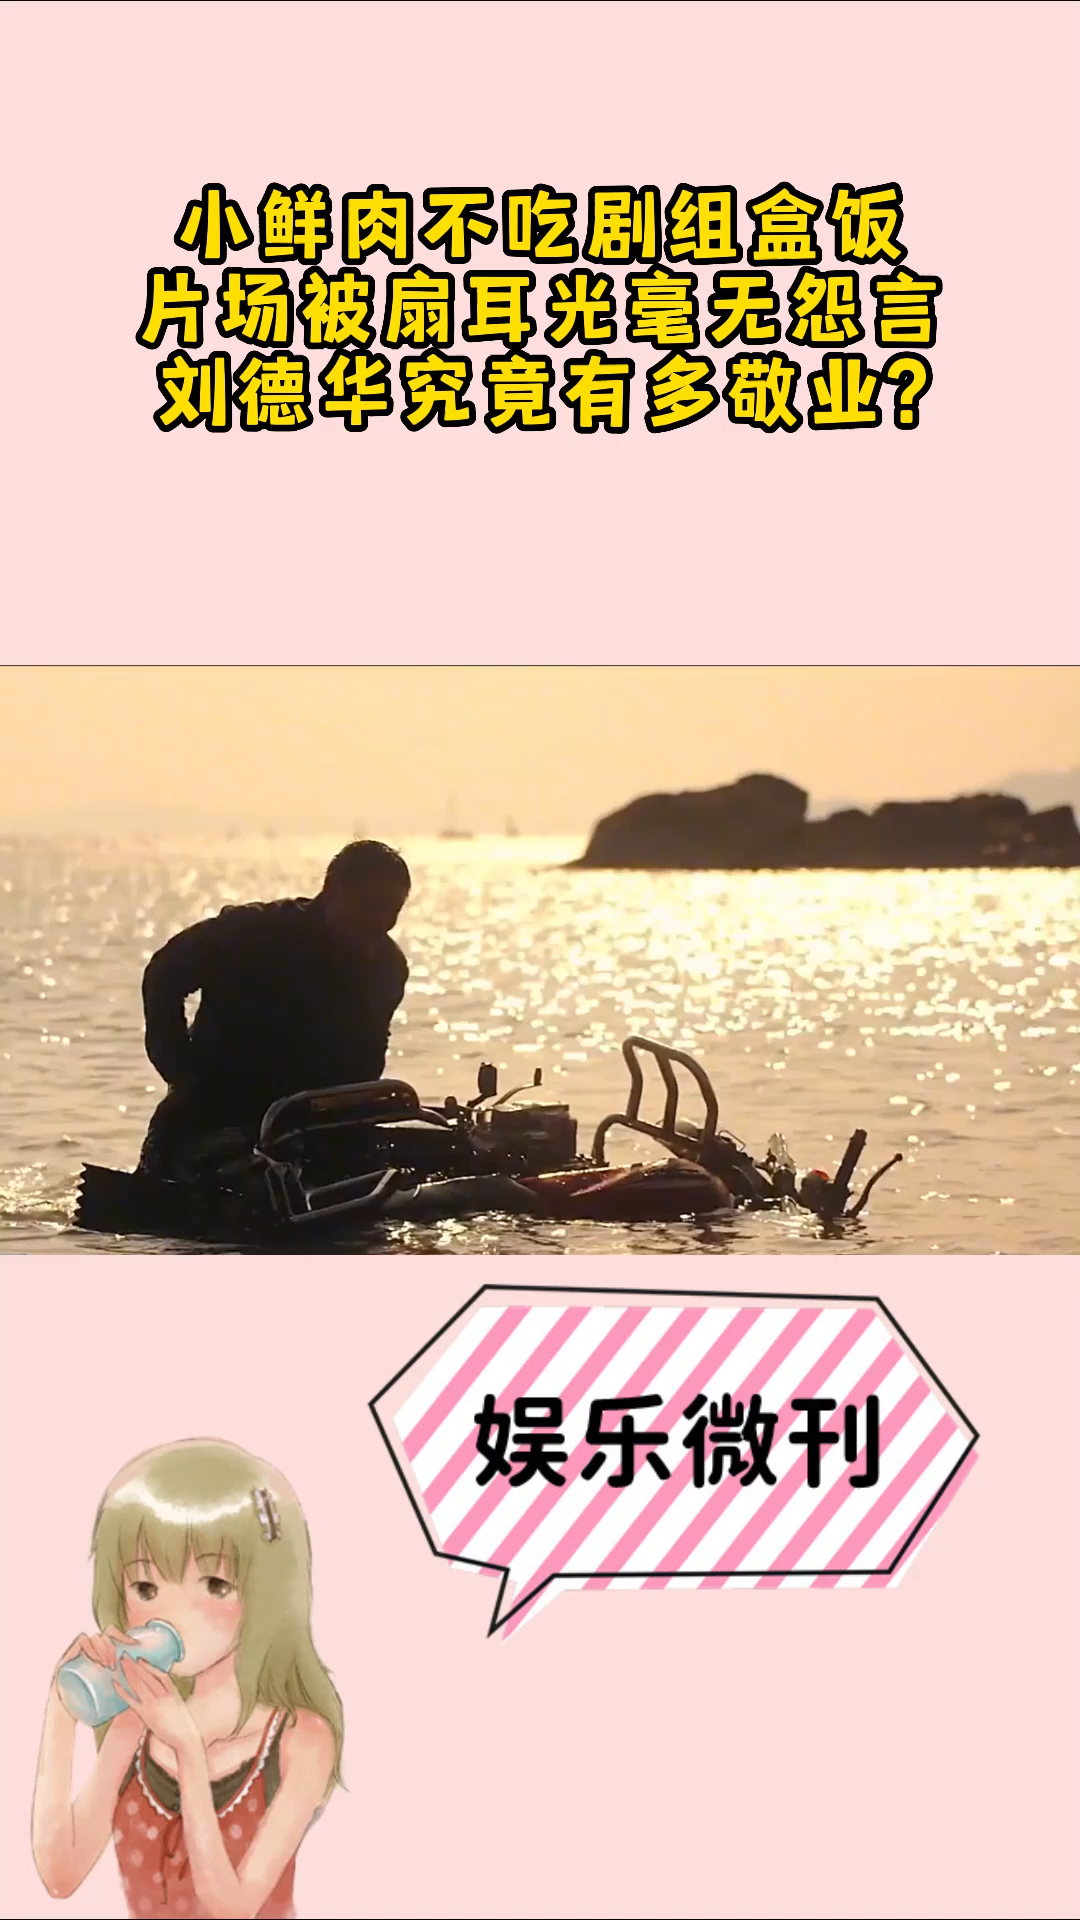 小鲜肉不吃剧组盒饭
片场被扇耳光毫无怨言
刘德华究竟有多敬业?
娱乐微刊